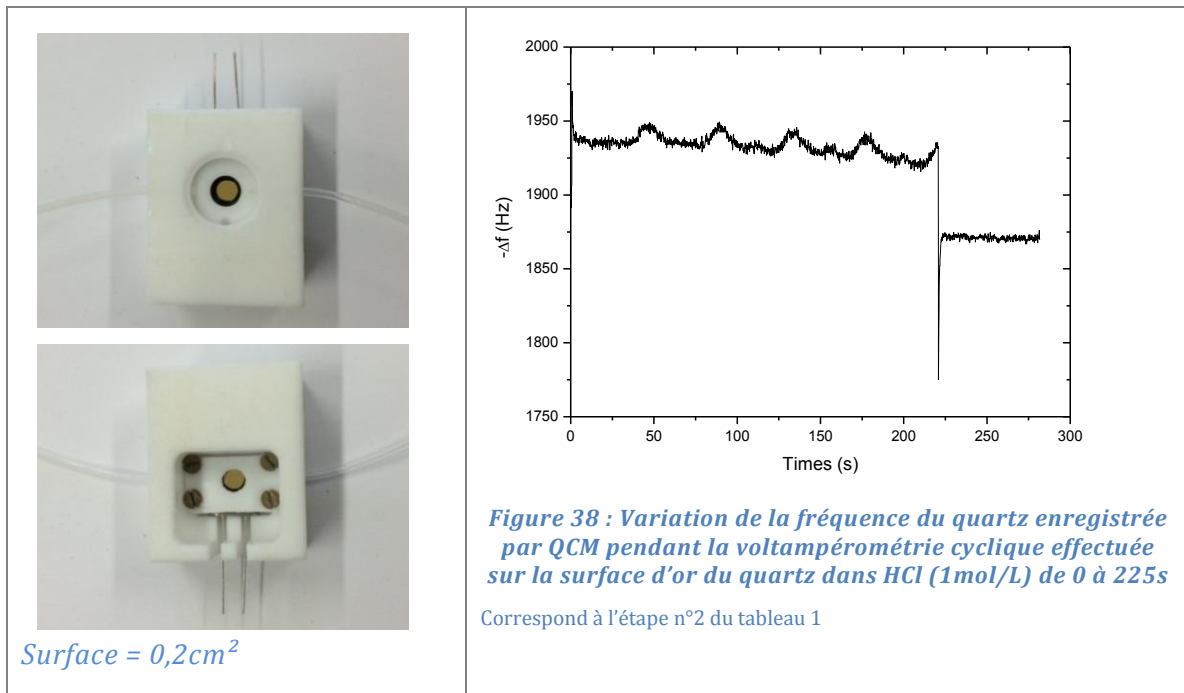 Surface = 0,2cm²
2000
1950
1900
1850
1800
1750
-Δf (Hz)
0
50
100
150
200
250
300
Times (s)
Figure 38 : Variation de la fréquence du quartz enregistrée
par QCM pendant la voltampérométrie cyclique effectuée
sur la surface d'or du quartz dans HCl (1mol/L) de 0 à 225s
Correspond à l'étape n°2 du tableau 1